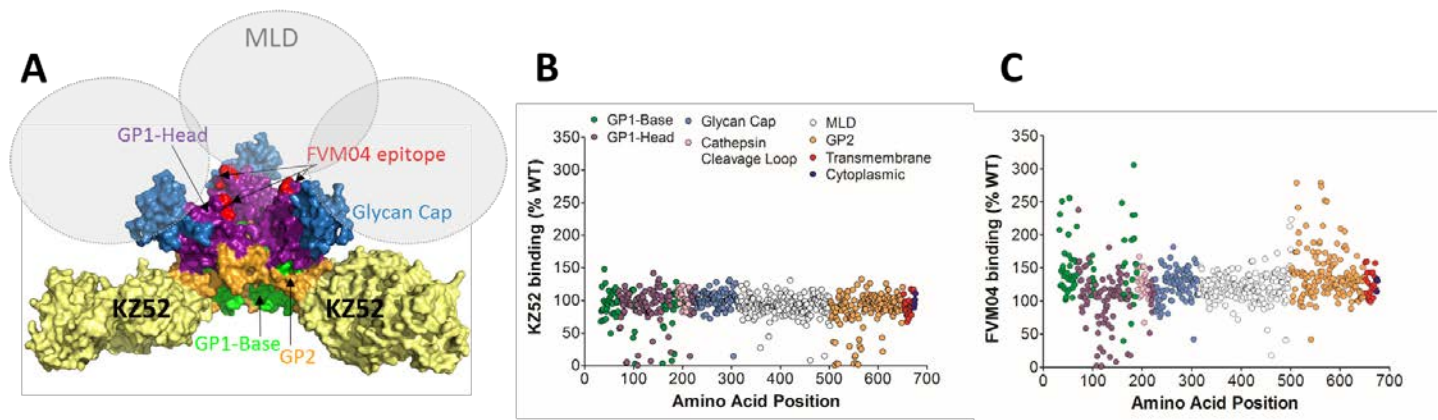 A
MLD
GP1-Head
FVM04 epitope
Glycan Cap
KZ52
KZ52
GP1-Base
GP2
B
GP1-Base
GP1-Head
Glycan Cap
Cathepsin
Cleavage Loop
MLD
GP2
Transmembrane
Cytoplasmic
KZ52 binding (% WT)
350
300
250
200
150
100
50
0
0 100 200 300 400 500 600 700
Amino Acid Position
C
FVM04 binding (% WT)
350
300
250
200
150
100
50
0
0 100 200 300 400 500 600 700
Amino Acid Position